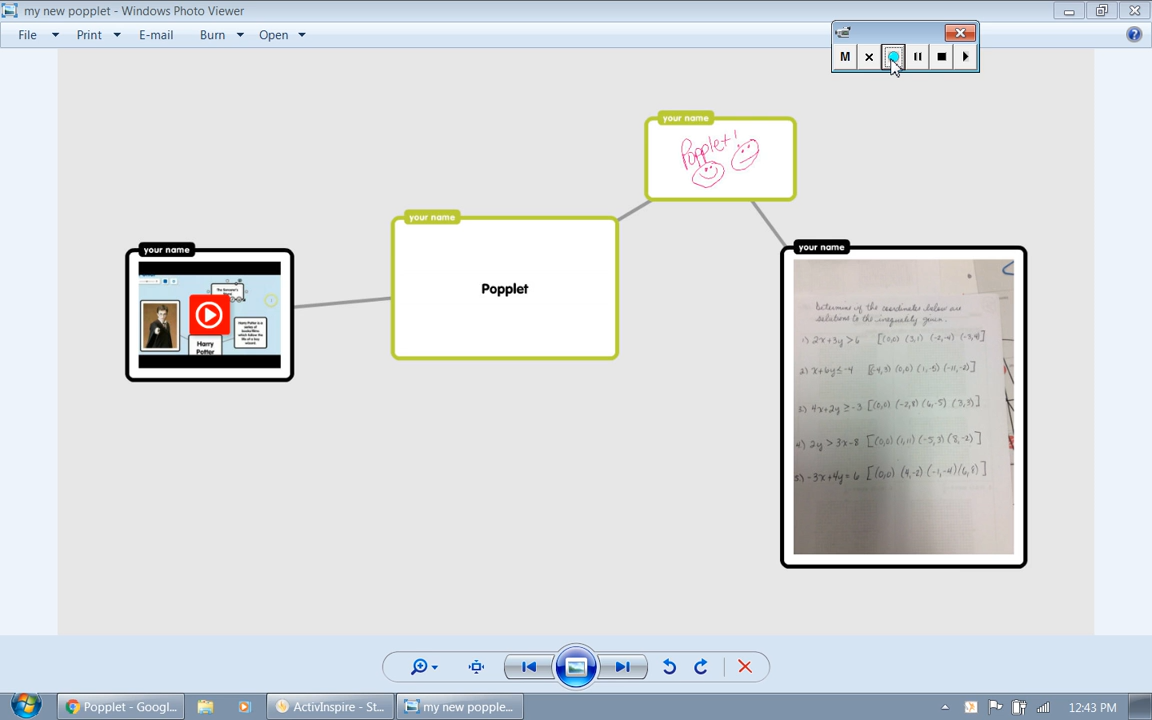 my new popplet - Windows Photo Viewer
File Print E-mail Burn Open
M
your name
Popplet!
your name
Popplet
your name
Harry
Potter
your name
Determine if the coordinates below are
solutions to the inequality given.
1) 2x+3y > 6 [(0,0) (3,1) (-2,-4) (-3,4)]
2) x+6y ≤ -4 [(-4,3) (0,0) (1,-5) (-11,-2)]
3) 4x+2y ≥ -3 [(0,0) (-2,8) (6,-5) (3,3)]
4) 2y > 3x-8 [(0,0) (1,11) (-5,3) (8,-2)]
5) -3x+4y = 6 [(0,0) (4,-2) (-1,-4) (6,8)]
Popplet - Googl...
ActivInspire - St...
my new popple...
12:43 PM